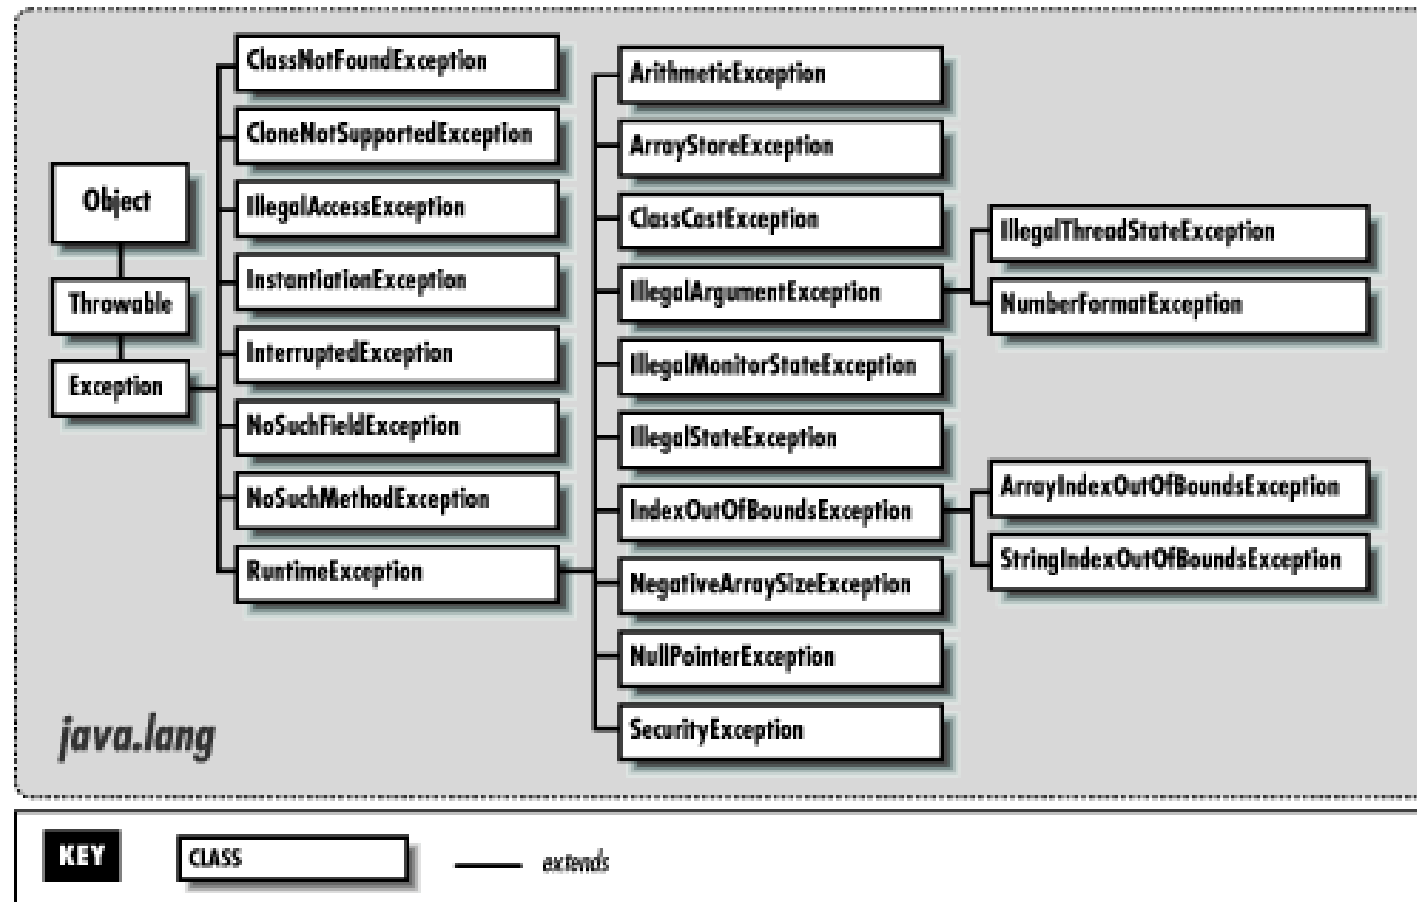 Object
Throwable
Exception
ClassNotFoundException
CloneNotSupportedException
IllegalAccessException
InstantiationException
InterruptedException
NoSuchFieldException
NoSuchMethodException
RuntimeException
ArithmeticException
ArrayStoreException
ClassCastException
IllegalArgumentException
IllegalMonitorStateException
IllegalStateException
IndexOutOfBoundsException
NegativeArraySizeException
NullPointerException
SecurityException
IllegalThreadStateException
NumberFormatException
ArrayIndexOutOfBoundsException
StringIndexOutOfBoundsException
java.lang
KEY
CLASS
extends